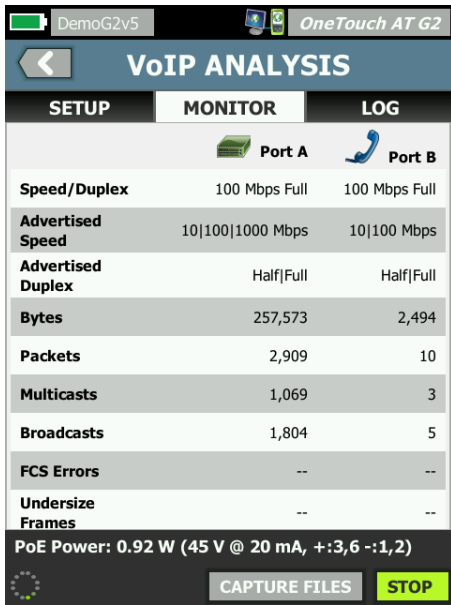 DemoG2v5 OneTouch AT G2
VoIP ANALYSIS
SETUP MONITOR LOG
Port A Port B
Speed/Duplex 100 Mbps Full 100 Mbps Full
Advertised
Speed 10|100|1000 Mbps 10|100 Mbps
Advertised
Duplex Half|Full Half|Full
Bytes 257,573 2,494
Packets 2,909 10
Multicasts 1,069 3
Broadcasts 1,804 5
FCS Errors -- --
Undersize
Frames -- --
PoE Power: 0.92 W (45 V @ 20 mA, +:3,6 -:1,2)
CAPTURE FILES STOP